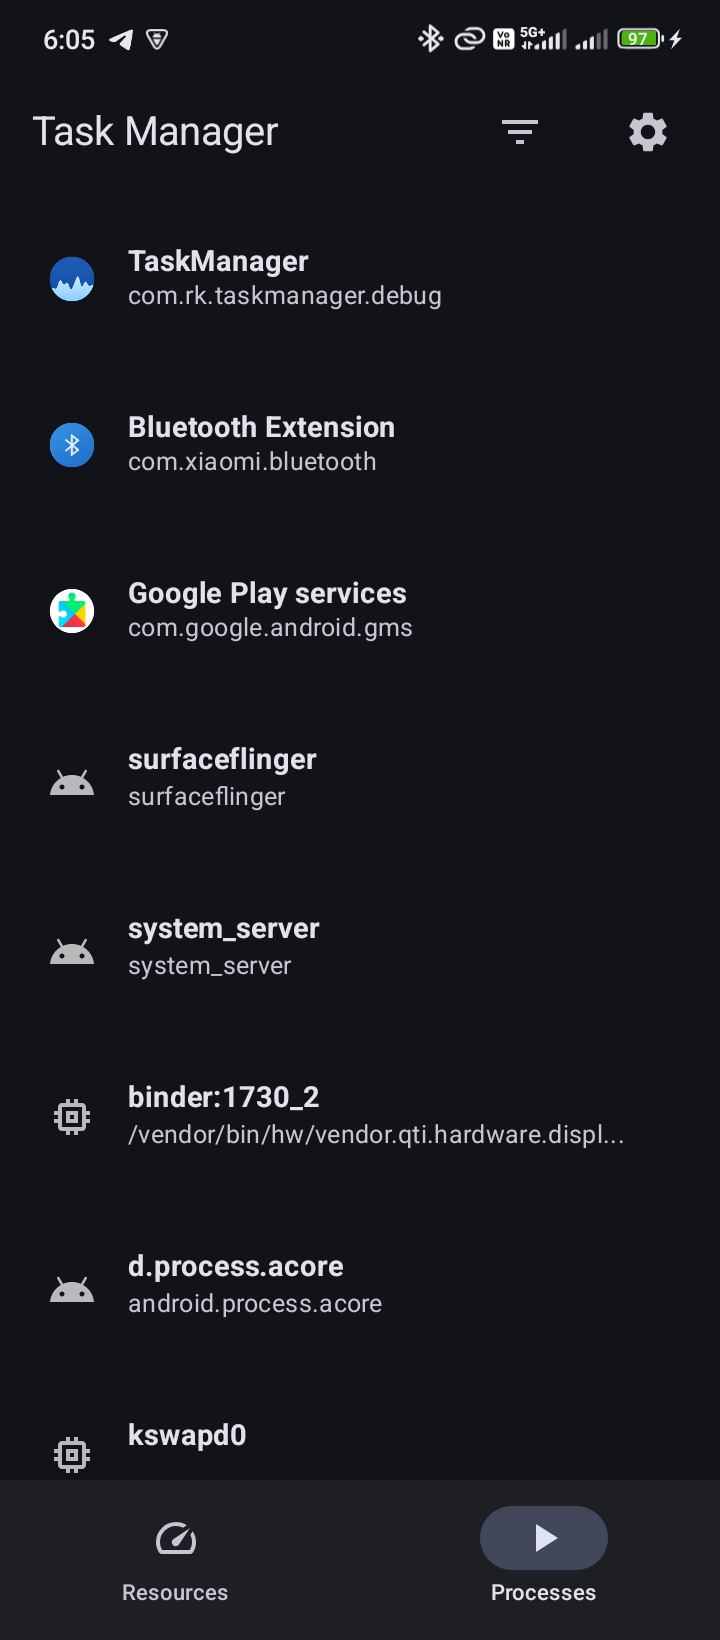 6:05
VO
NR
5G+
97
Task Manager
TaskManager
com.rk.taskmanager.debug
Bluetooth Extension
com.xiaomi.bluetooth
Google Play services
com.google.android.gms
surfaceflinger
surfaceflinger
system_server
system_server
binder:1730_2
/vendor/bin/hw/vendor.qti.hardware.displ...
d.process.acore
android.process.acore
kswapd0
Resources
Processes